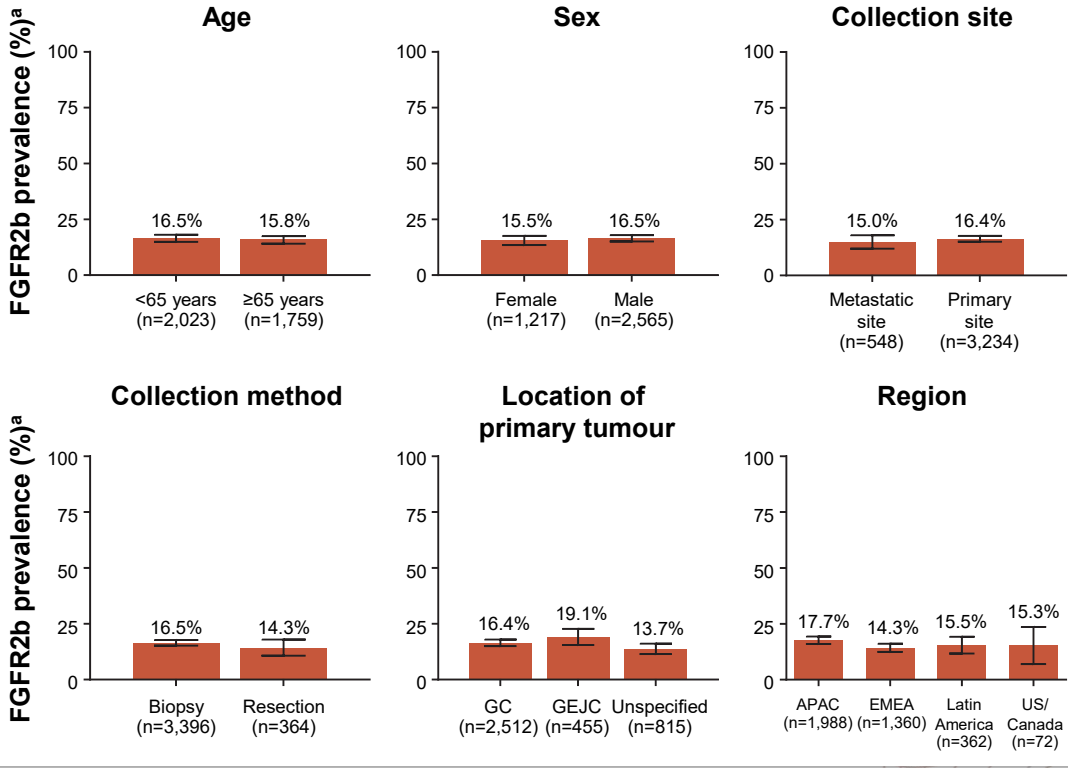 Age
FGFR2b prevalence (%)ᵃ
100
75
50
25
0
16.5%
15.8%
<65 years
(n=2,023)
≥65 years
(n=1,759)
Sex
100
75
50
25
0
15.5%
16.5%
Female
(n=1,217)
Male
(n=2,565)
Collection site
100
75
50
25
0
15.0%
16.4%
Metastatic
site
(n=548)
Primary
site
(n=3,234)
Collection method
FGFR2b prevalence (%)ᵃ
100
75
50
25
0
16.5%
14.3%
Biopsy
(n=3,396)
Resection
(n=364)
Location of
primary tumour
100
75
50
25
0
16.4%
19.1%
13.7%
GC
(n=2,512)
GEJC
(n=455)
Unspecified
(n=815)
Region
100
75
50
25
0
17.7%
14.3%
15.5%
15.3%
APAC
(n=1,988)
EMEA
(n=1,360)
Latin
America
(n=362)
US/
Canada
(n=72)